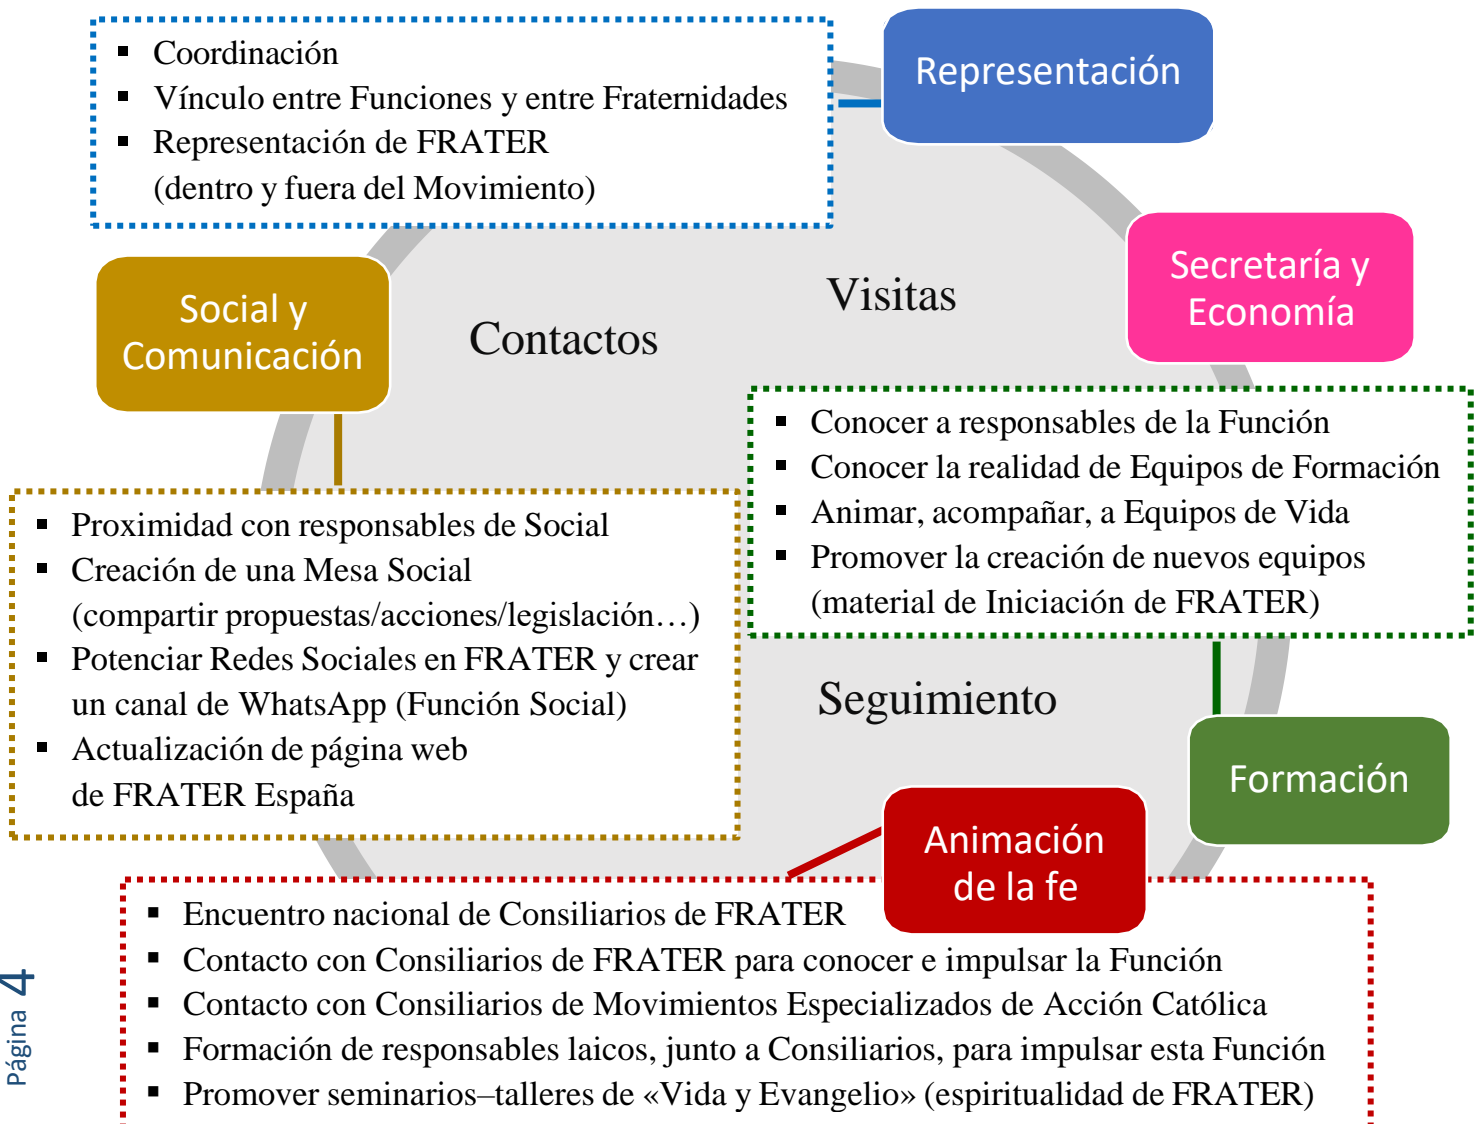 ▪ Coordinación
▪ Vínculo entre Funciones y entre Fraternidades
▪ Representación de FRATER
(dentro y fuera del Movimiento)
Representación
Secretaría y
Economía
Social y
Comunicación
Visitas
Contactos
▪ Conocer a responsables de la Función
▪ Conocer la realidad de Equipos de Formación
▪ Animar, acompañar, a Equipos de Vida
▪ Promover la creación de nuevos equipos
(material de Iniciación de FRATER)
▪ Proximidad con responsables de Social
▪ Creación de una Mesa Social
(compartir propuestas/acciones/legislación…)
▪ Potenciar Redes Sociales en FRATER y crear
un canal de WhatsApp (Función Social)
▪ Actualización de página web
de FRATER España
Seguimiento
Formación
Animación
de la fe
▪ Encuentro nacional de Consiliarios de FRATER
▪ Contacto con Consiliarios de FRATER para conocer e impulsar la Función
▪ Contacto con Consiliarios de Movimientos Especializados de Acción Católica
▪ Formación de responsables laicos, junto a Consiliarios, para impulsar esta Función
▪ Promover seminarios–talleres de «Vida y Evangelio» (espiritualidad de FRATER)
Página 4